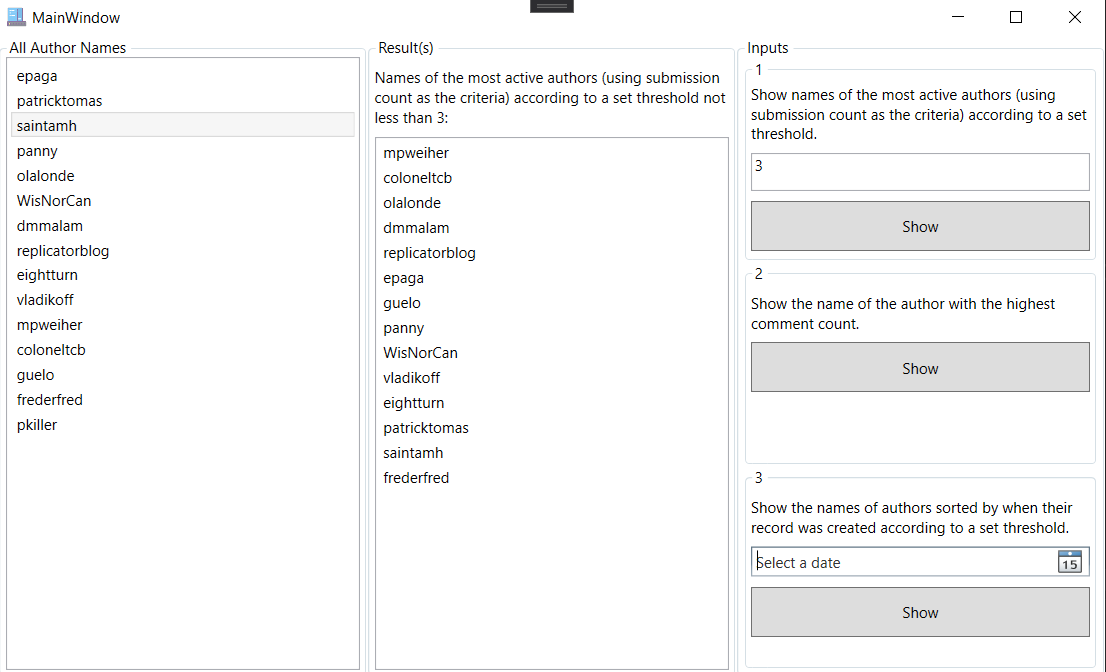 MainWindow
All Author Names
epaga
patricktomas
saintamh
panny
olalonde
WisNorCan
dmmalam
replicatorblog
eightturn
vladikoff
mpweiher
coloneltcb
guelo
frederfred
pkiller
Result(s)
Names of the most active authors (using submission
count as the criteria) according to a set threshold not
less than 3:
mpweiher
coloneltcb
olalonde
dmmalam
replicatorblog
epaga
guelo
panny
WisNorCan
vladikoff
eightturn
patricktomas
saintamh
frederfred
Inputs
1
Show names of the most active authors (using
submission count as the criteria) according to a set
threshold.
3
Show
2
Show the name of the author with the highest
comment count.
Show
3
Show the names of authors sorted by when their
record was created according to a set threshold.
Select a date
15
Show